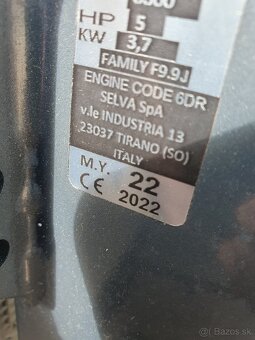 HP 5
KW 3,7
FAMILY F9.9J
ENGINE CODE 6DR
SELVA SpA
v.le INDUSTRIA 13
23037 TIRANO (SO)
ITALY
M.Y. 22
CE 2022
Bazos.sk